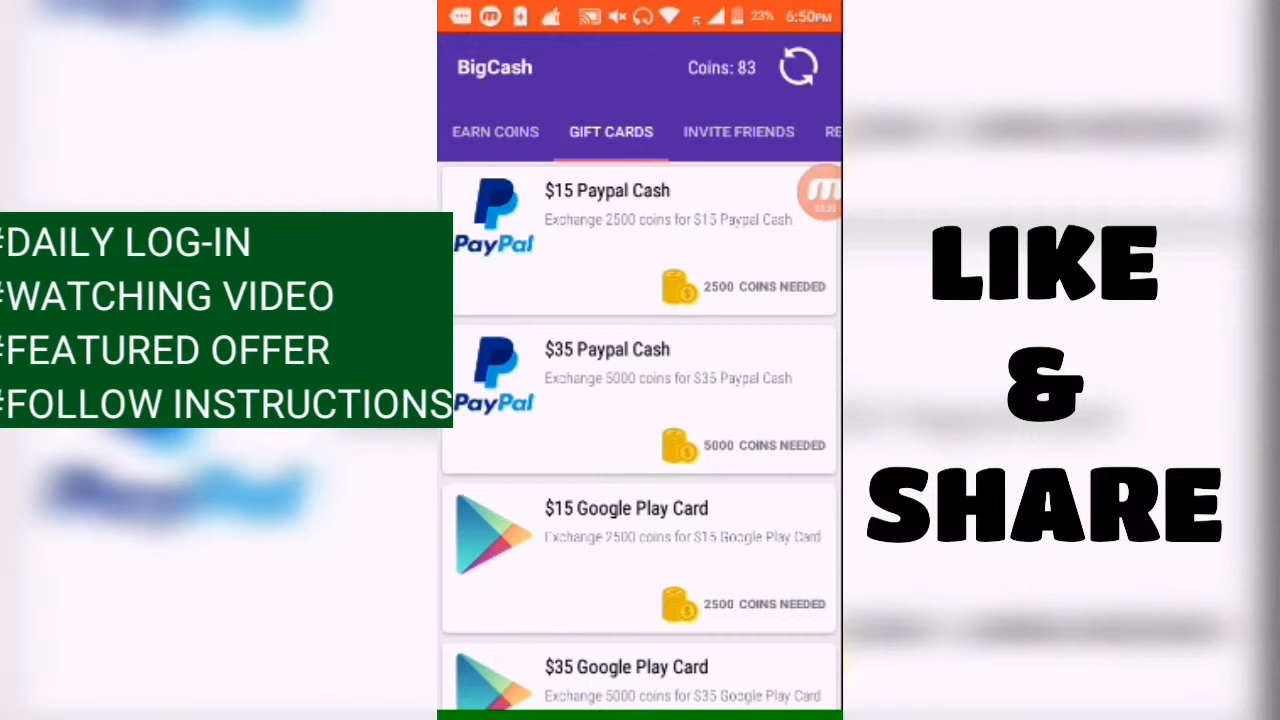 23% 6:50PM
BigCash
Coins: 83
EARN COINS GIFT CARDS INVITE FRIENDS RE
$15 Paypal Cash
Exchange 2500 coins for $15 Paypal Cash
PayPal
2500 COINS NEEDED
$35 Paypal Cash
Exchange 5000 coins for $35 Paypal Cash
PayPal
5000 COINS NEEDED
$15 Google Play Card
Exchange 2500 coins for $15 Google Play Card
2500 COINS NEEDED
$35 Google Play Card
Exchange 5000 coins for $35 Google Play Card
#DAILY LOG-IN
#WATCHING VIDEO
#FEATURED OFFER
#FOLLOW INSTRUCTIONS
LIKE
&
SHARE